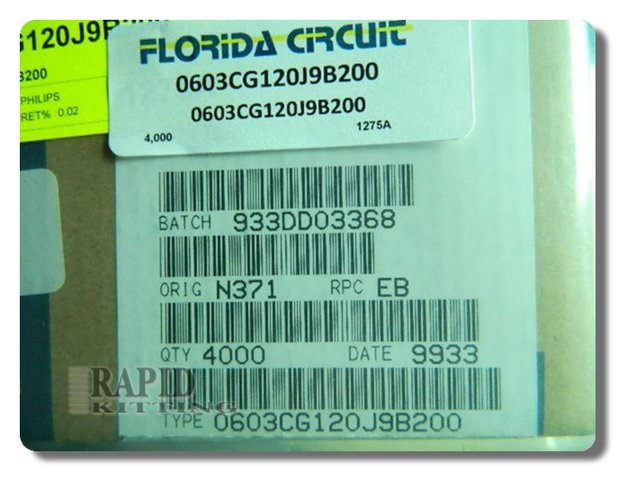 G120J9B200
B200
PHILIPS
RET% 0.02
FLORIDA CIRCUIT
0603CG120J9B200
0603CG120J9B200
4,000 1275A
BATCH 933DD03368
ORIG N371 RPC EB
QTY 4000 DATE 9933
RAPID
KITTING
TYPE 0603CG120J9B200